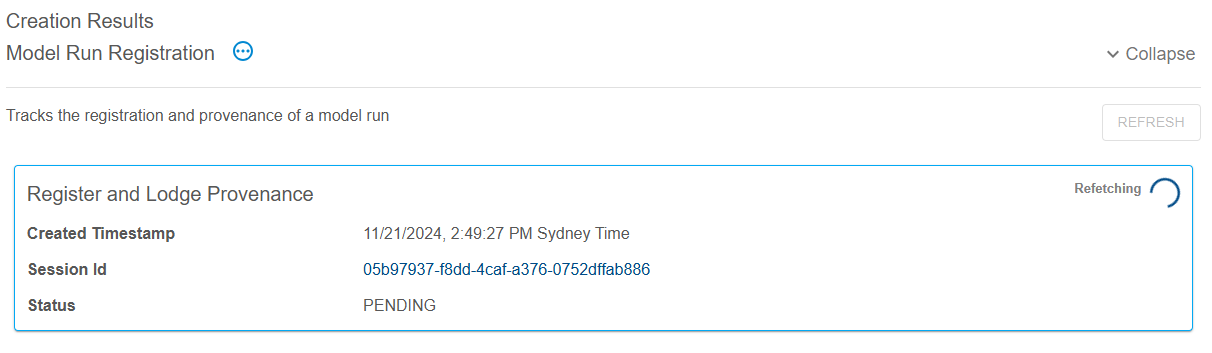 Creation Results
Model Run Registration
Collapse
Tracks the registration and provenance of a model run
REFRESH
Register and Lodge Provenance
Refetching
Created Timestamp 11/21/2024, 2:49:27 PM Sydney Time
Session Id 05b97937-f8dd-4caf-a376-0752dffab886
Status PENDING